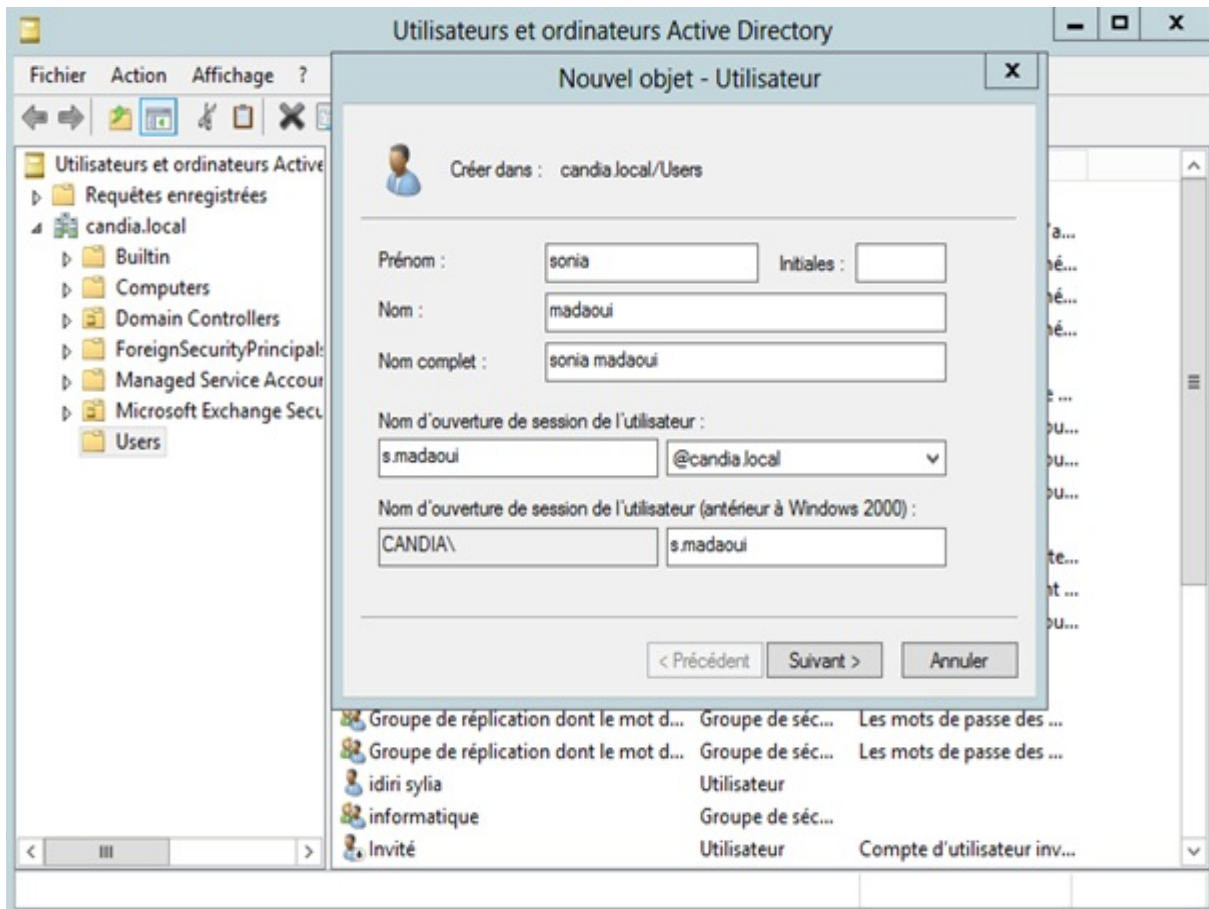 Utilisateurs et ordinateurs Active Directory
Fichier Action Affichage ?
Utilisateurs et ordinateurs Active
Requêtes enregistrées
candia.local
Builtin
Computers
Domain Controllers
ForeignSecurityPrincipals
Managed Service Accour
Microsoft Exchange Secu
Users
Nouvel objet - Utilisateur
Créer dans : candia.local/Users
Prénom : sonia Initiales :
Nom : madaoui
Nom complet : sonia madaoui
Nom d'ouverture de session de l'utilisateur :
s.madaoui @candia.local
Nom d'ouverture de session de l'utilisateur (antérieur à Windows 2000) :
CANDIA\ s.madaoui
< Précédent Suivant > Annuler
Groupe de réplication dont le mot d... Groupe de séc... Les mots de passe des ...
Groupe de réplication dont le mot d... Groupe de séc... Les mots de passe des ...
idiri sylia Utilisateur
informatique Groupe de séc...
Invité Utilisateur Compte d'utilisateur inv...